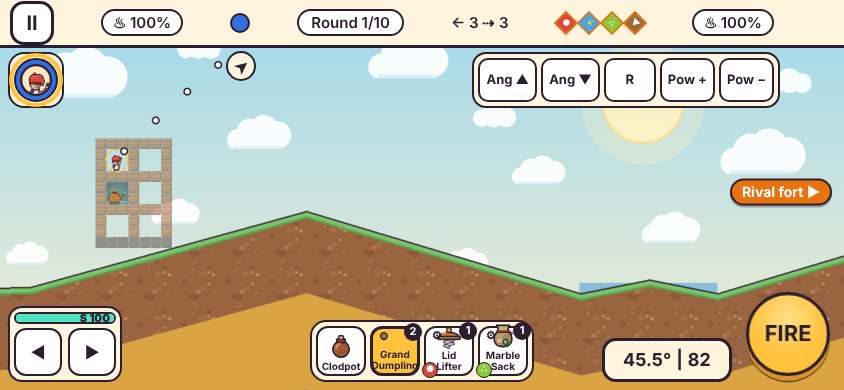 100%
Round 1/10
← 3 ⇢ 3
100%
Ang ▲
Ang ▼
R
Pow +
Pow −
Rival fort ▶
S 100
◀
▶
Clodpot
2
Grand
Dumpling
1
Lid
Lifter
1
Marble
Sack
45.5° | 82
FIRE